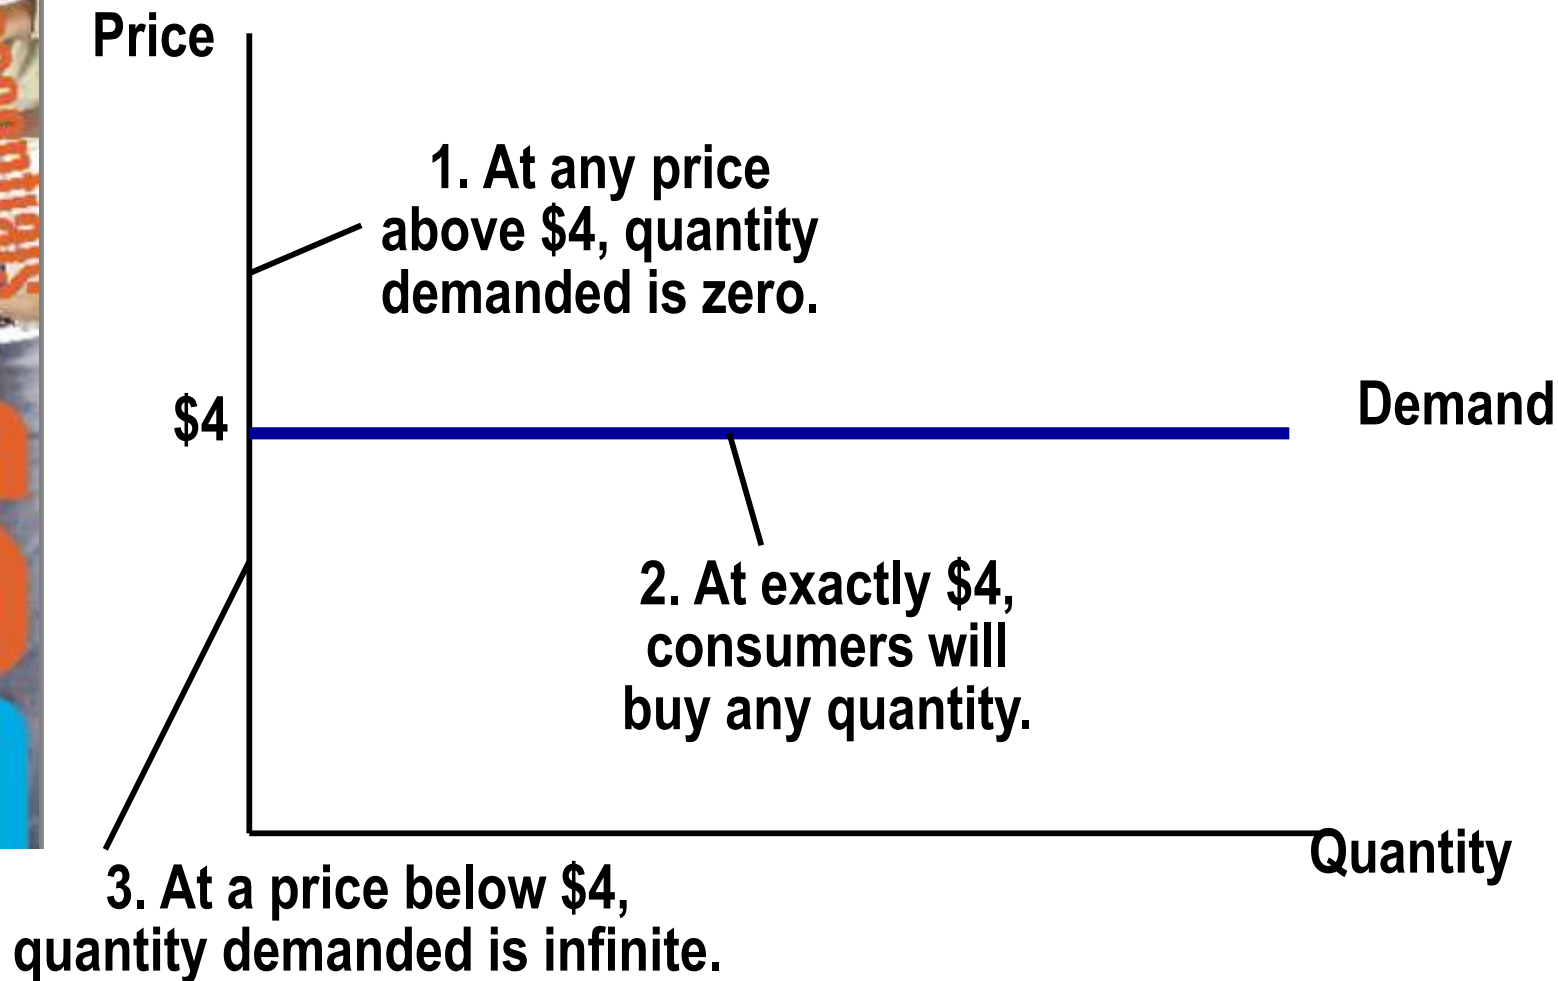 Price
1. At any price
above $4, quantity
demanded is zero.
$4
Demand
2. At exactly $4,
consumers will
buy any quantity.
Quantity
3. At a price below $4,
quantity demanded is infinite.